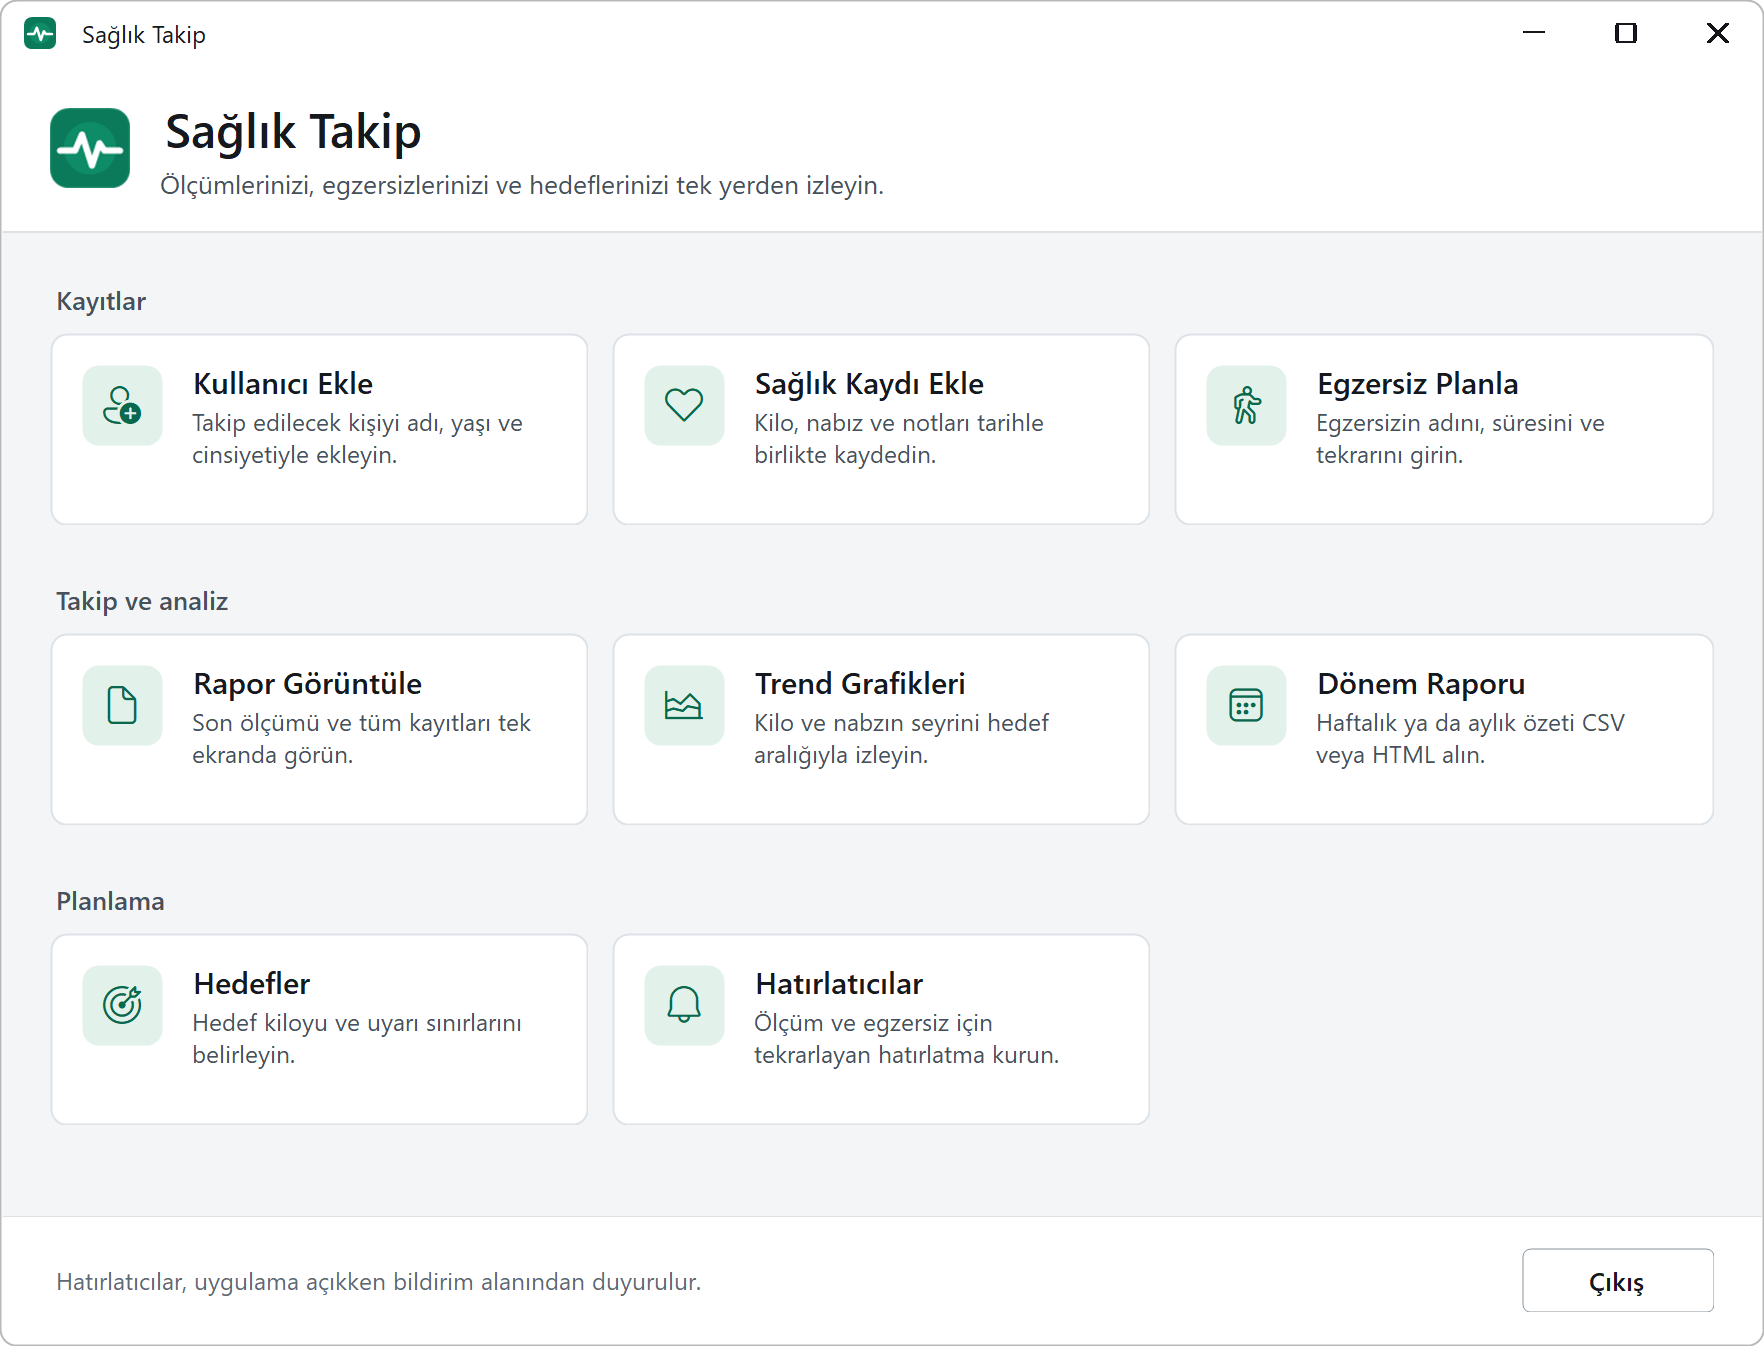 Sağlık Takip
Sağlık Takip
Ölçümlerinizi, egzersizlerinizi ve hedeflerinizi tek yerden izleyin.
Kayıtlar
Kullanıcı Ekle
Takip edilecek kişiyi adı, yaşı ve
cinsiyetiyle ekleyin.
Sağlık Kaydı Ekle
Kilo, nabız ve notları tarihle
birlikte kaydedin.
Egzersiz Planla
Egzersizin adını, süresini ve
tekrarını girin.
Takip ve analiz
Rapor Görüntüle
Son ölçümü ve tüm kayıtları tek
ekranda görün.
Trend Grafikleri
Kilo ve nabzın seyrini hedef
aralığıyla izleyin.
Dönem Raporu
Haftalık ya da aylık özeti CSV
veya HTML alın.
Planlama
Hedefler
Hedef kiloyu ve uyarı sınırlarını
belirleyin.
Hatırlatıcılar
Ölçüm ve egzersiz için
tekrarlayan hatırlatma kurun.
Hatırlatıcılar, uygulama açıkken bildirim alanından duyurulur.
Çıkış